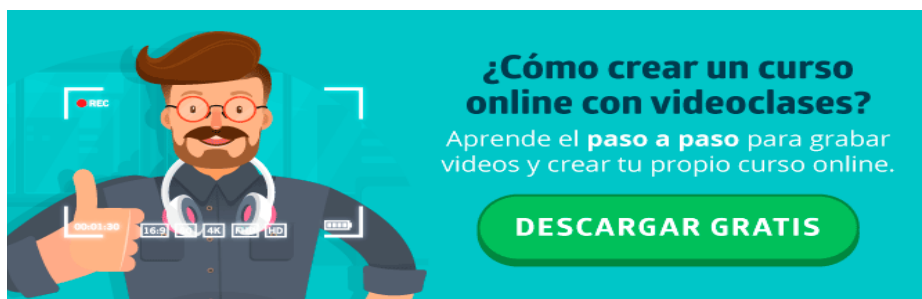 REC
¿Cómo crear un curso
online con videoclases?
Aprende el paso a paso para grabar
videos y crear tu propio curso online.
DESCARGAR GRATIS
00:01:30
16:9 4K HD